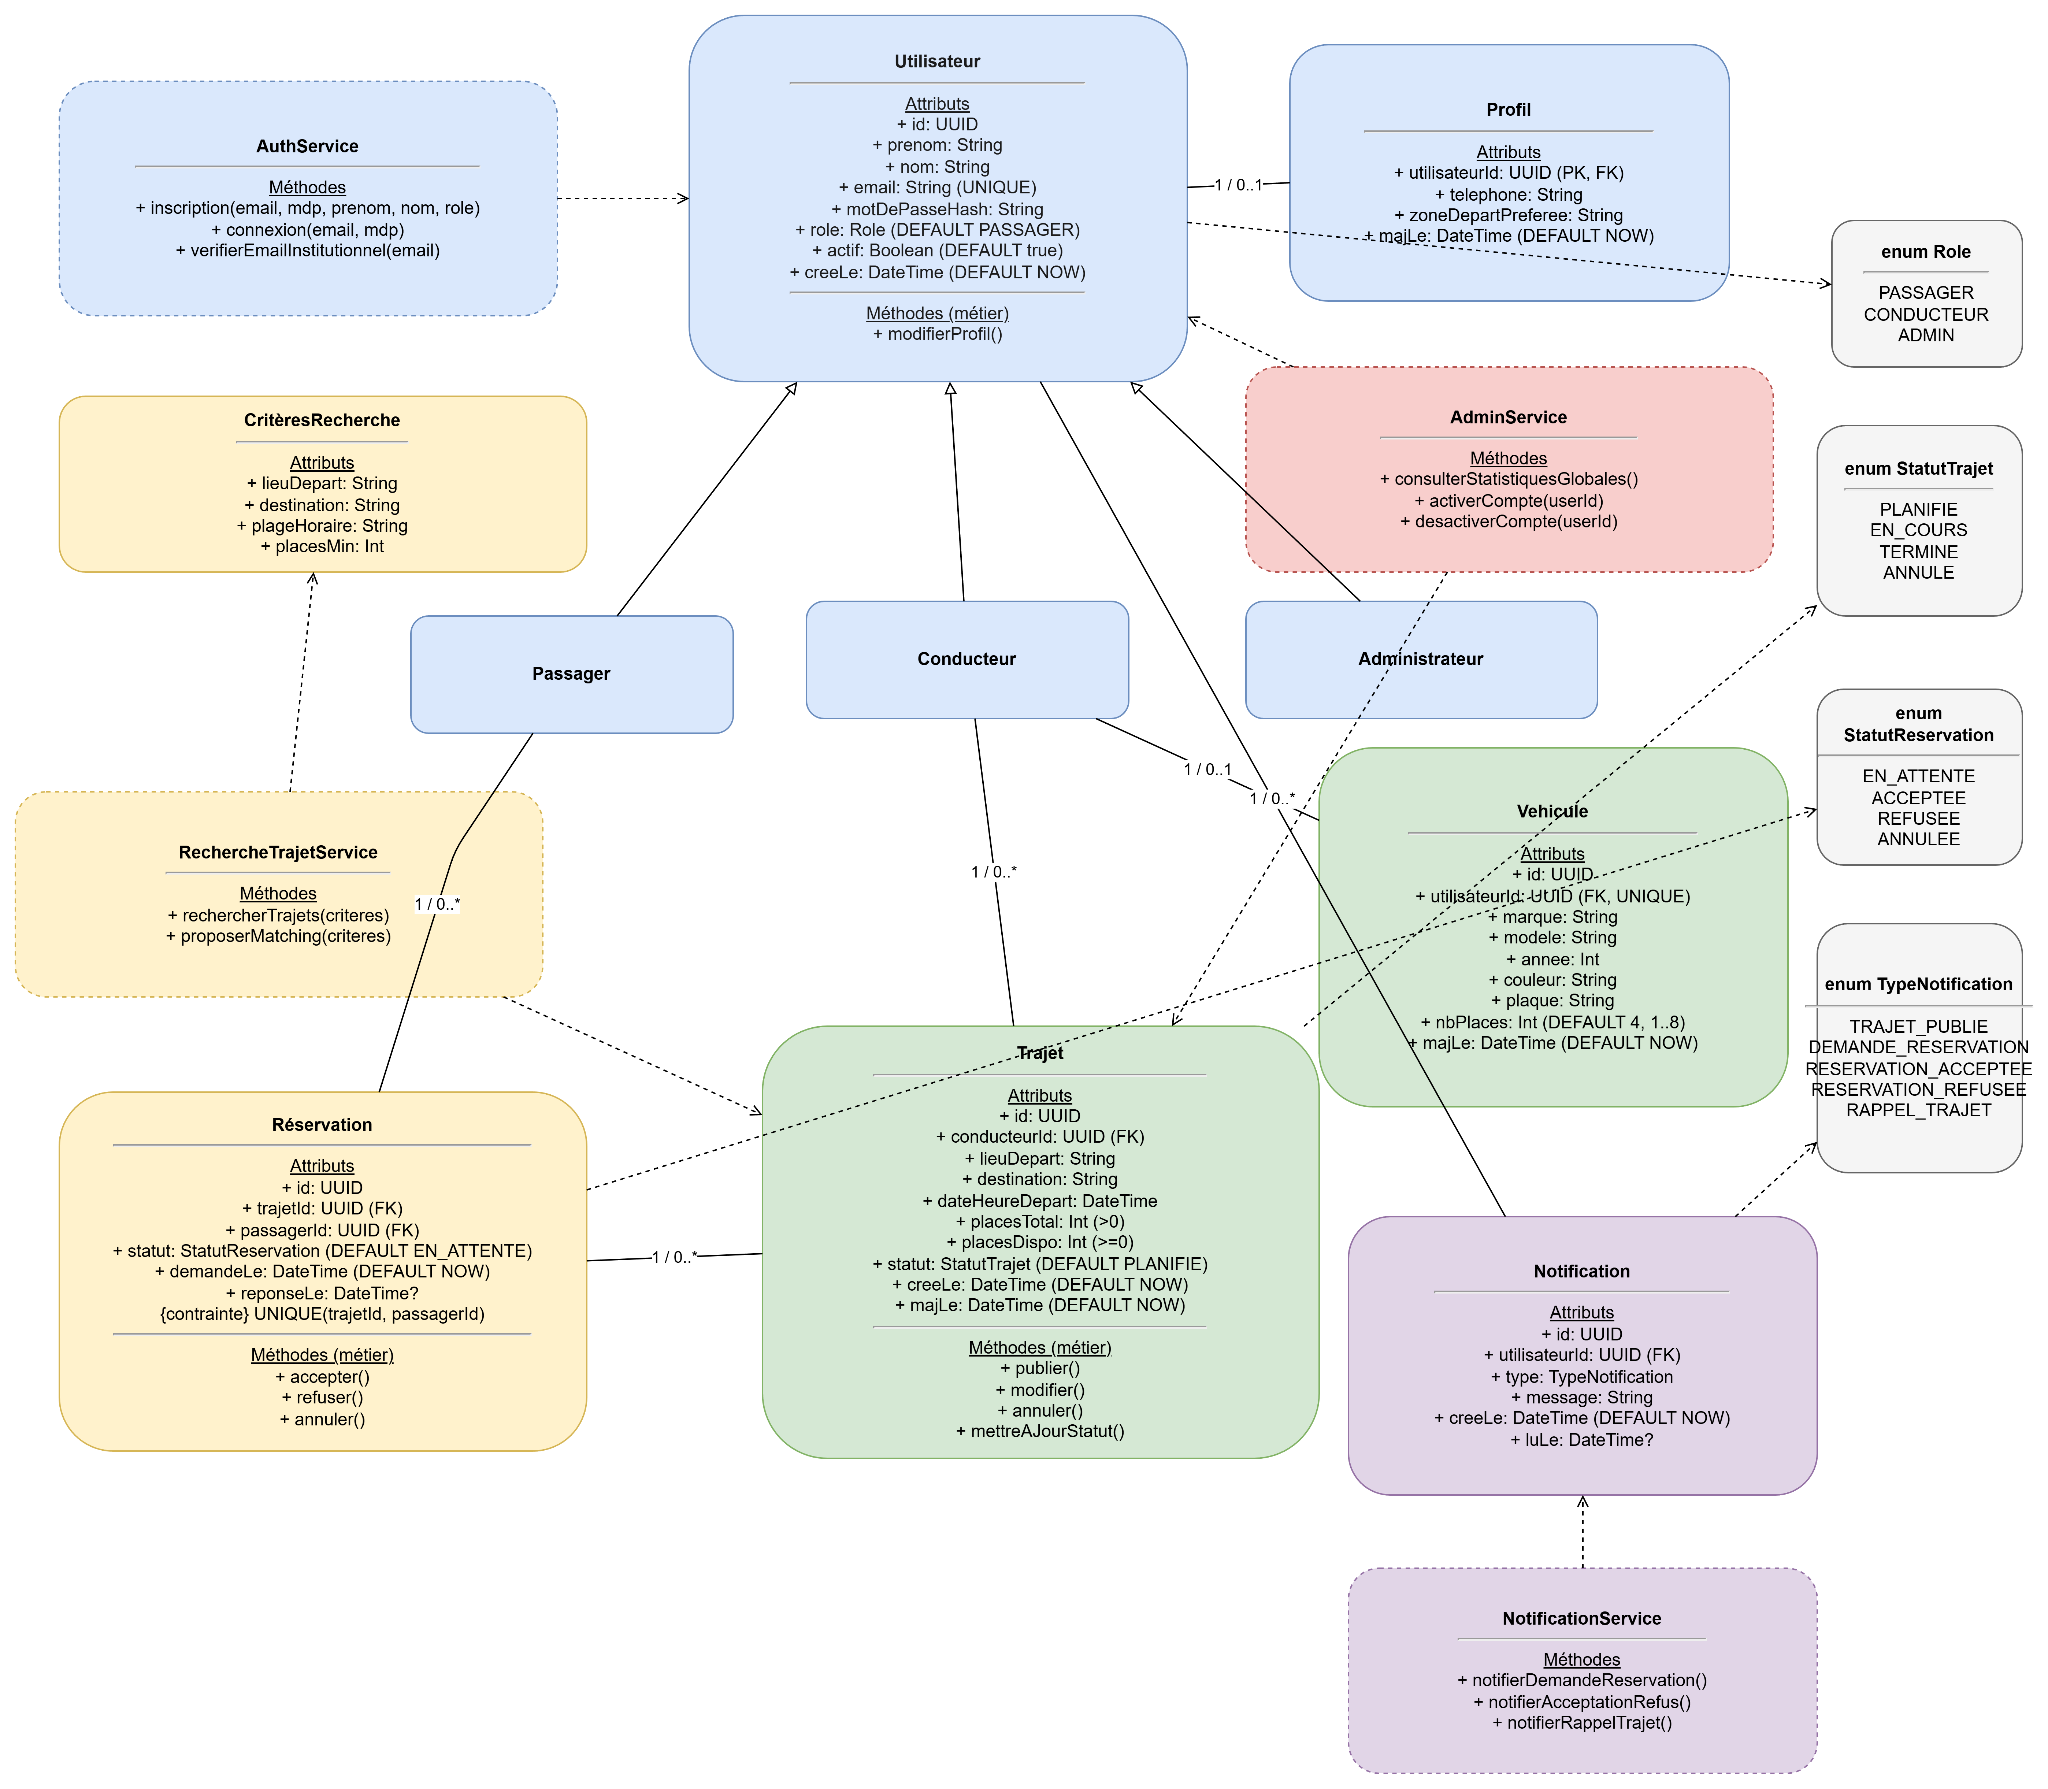 Utilisateur
Attributs
+ id: UUID
+ prenom: String
+ nom: String
+ email: String (UNIQUE)
+ motDePasseHash: String
+ role: Role (DEFAULT PASSAGER)
+ actif: Boolean (DEFAULT true)
+ creeLe: DateTime (DEFAULT NOW)
Méthodes (métier)
+ modifierProfil()
Profil
Attributs
+ utilisateurId: UUID (PK, FK)
+ telephone: String
+ zoneDepartPreferee: String
+ majLe: DateTime (DEFAULT NOW)
1 / 0..1
AuthService
Méthodes
+ inscription(email, mdp, prenom, nom, role)
+ connexion(email, mdp)
+ verifierEmailInstitutionnel(email)
enum Role
PASSAGER
CONDUCTEUR
ADMIN
CritèresRecherche
Attributs
+ lieuDepart: String
+ destination: String
+ plageHoraire: String
+ placesMin: Int
AdminService
Méthodes
+ consulterStatistiquesGlobales()
+ activerCompte(userId)
+ desactiverCompte(userId)
enum StatutTrajet
PLANIFIE
EN_COURS
TERMINE
ANNULE
Passager
Conducteur
Administrateur
enum
StatutReservation
EN_ATTENTE
ACCEPTEE
REFUSEE
ANNULEE
1 / 0..1
1 / 0..*
RechercheTrajetService
Méthodes
+ rechercherTrajets(criteres)
+ proposerMatching(criteres)
1 / 0..*
1 / 0..*
Vehicule
Attributs
+ id: UUID
+ utilisateurId: UUID (FK, UNIQUE)
+ marque: String
+ modele: String
+ annee: Int
+ couleur: String
+ plaque: String
+ nbPlaces: Int (DEFAULT 4, 1..8)
+ majLe: DateTime (DEFAULT NOW)
enum TypeNotification
TRAJET_PUBLIE
DEMANDE_RESERVATION
RESERVATION_ACCEPTEE
RESERVATION_REFUSEE
RAPPEL_TRAJET
Réservation
Attributs
+ id: UUID
+ trajetId: UUID (FK)
+ passagerId: UUID (FK)
+ statut: StatutReservation (DEFAULT EN_ATTENTE)
+ demandeLe: DateTime (DEFAULT NOW)
+ reponseLe: DateTime?
{contrainte} UNIQUE(trajetId, passagerId)
Méthodes (métier)
+ accepter()
+ refuser()
+ annuler()
1 / 0..*
Trajet
Attributs
+ id: UUID
+ conducteurId: UUID (FK)
+ lieuDepart: String
+ destination: String
+ dateHeureDepart: DateTime
+ placesTotal: Int (>0)
+ placesDispo: Int (>=0)
+ statut: StatutTrajet (DEFAULT PLANIFIE)
+ creeLe: DateTime (DEFAULT NOW)
+ majLe: DateTime (DEFAULT NOW)
Méthodes (métier)
+ publier()
+ modifier()
+ annuler()
+ mettreAJourStatut()
Notification
Attributs
+ id: UUID
+ utilisateurId: UUID (FK)
+ type: TypeNotification
+ message: String
+ creeLe: DateTime (DEFAULT NOW)
+ luLe: DateTime?
NotificationService
Méthodes
+ notifierDemandeReservation()
+ notifierAcceptationRefus()
+ notifierRappelTrajet()